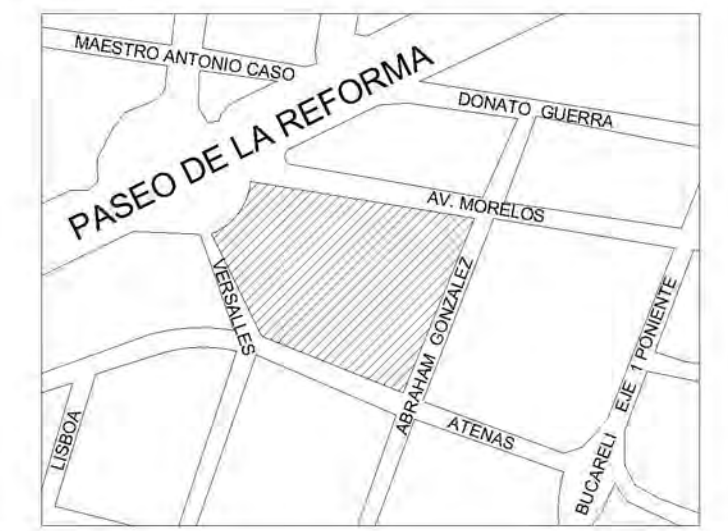 MAESTRO ANTONIO CASO
PASEO DE LA REFORMA
DONATO GUERRA
AV. MORELOS
VERSALLES
ABRAHAM GONZALEZ
EJE 1 PONIENTE
LISBOA
ATENAS
BUCARELI